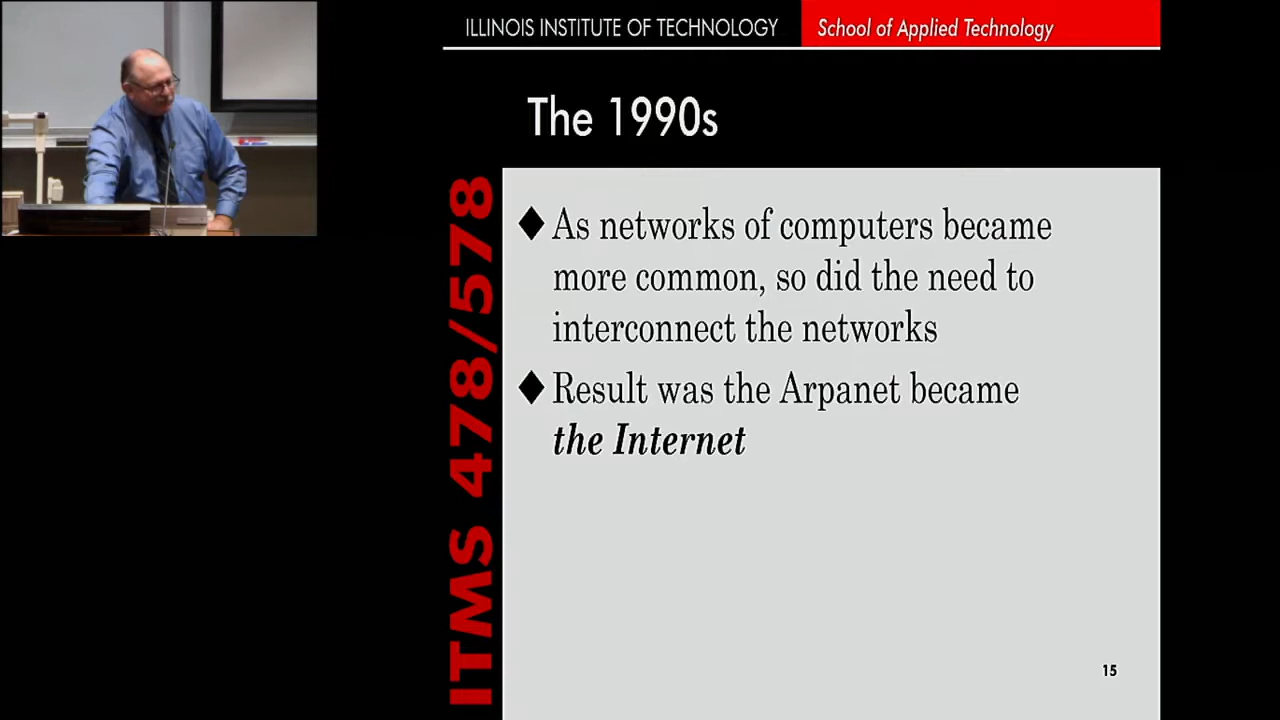 ILLINOIS INSTITUTE OF TECHNOLOGY
School of Applied Technology
The 1990s
ITMS 478/578
♦ As networks of computers became
more common, so did the need to
interconnect the networks
♦ Result was the Arpanet became
the Internet
15